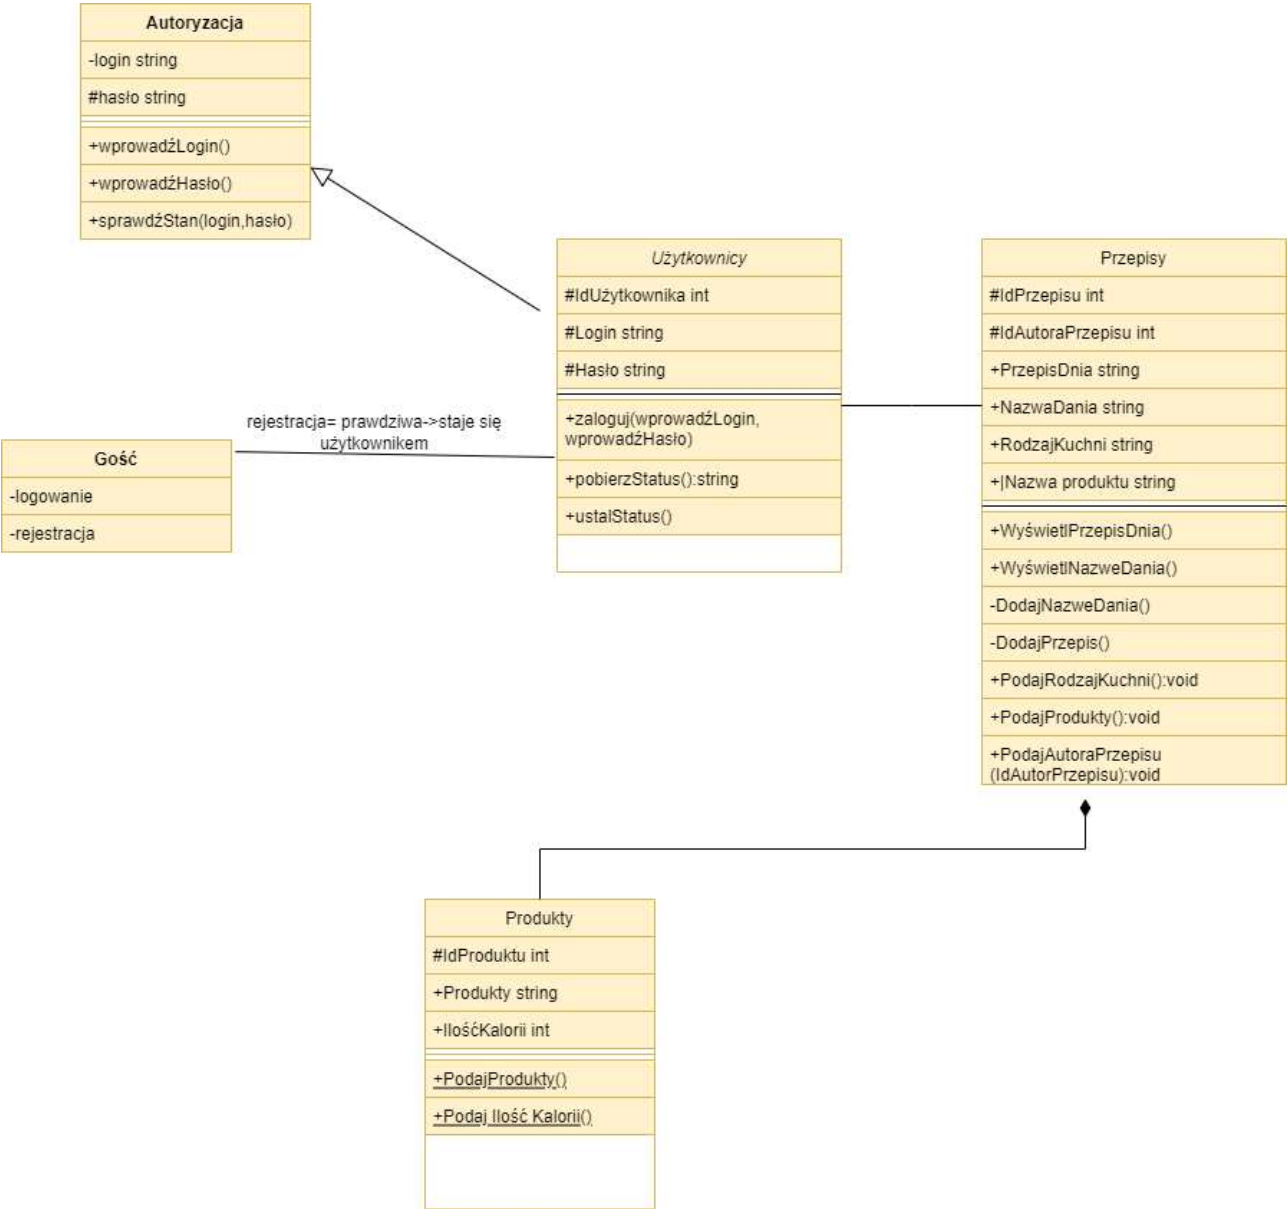 Autoryzacja
-login string
#hasło string
+wprowadźLogin()
+wprowadźHasło()
+sprawdźStan(login,hasło)
Użytkownicy
#IdUżytkownika int
#Login string
#Hasło string
+zaloguj(wprowadźLogin,
wprowadźHasło)
+pobierzStatus():string
+ustalStatus()
Przepisy
#IdPrzepisu int
#IdAutoraPrzepisu int
+PrzepisDnia string
+NazwaDania string
+RodzajKuchni string
+|Nazwa produktu string
+WyświetlPrzepisDnia()
+WyświetlNazweDania()
-DodajNazweDania()
-DodajPrzepis()
+PodajRodzajKuchni():void
+PodajProdukty():void
+PodajAutoraPrzepisu
(IdAutorPrzepisu):void
rejestracja= prawdziwa->staje się
użytkownikem
Gość
-logowanie
-rejestracja
Produkty
#IdProduktu int
+Produkty string
+IlośćKalorii int
+PodajProdukty()
+Podaj Ilość Kalorii()